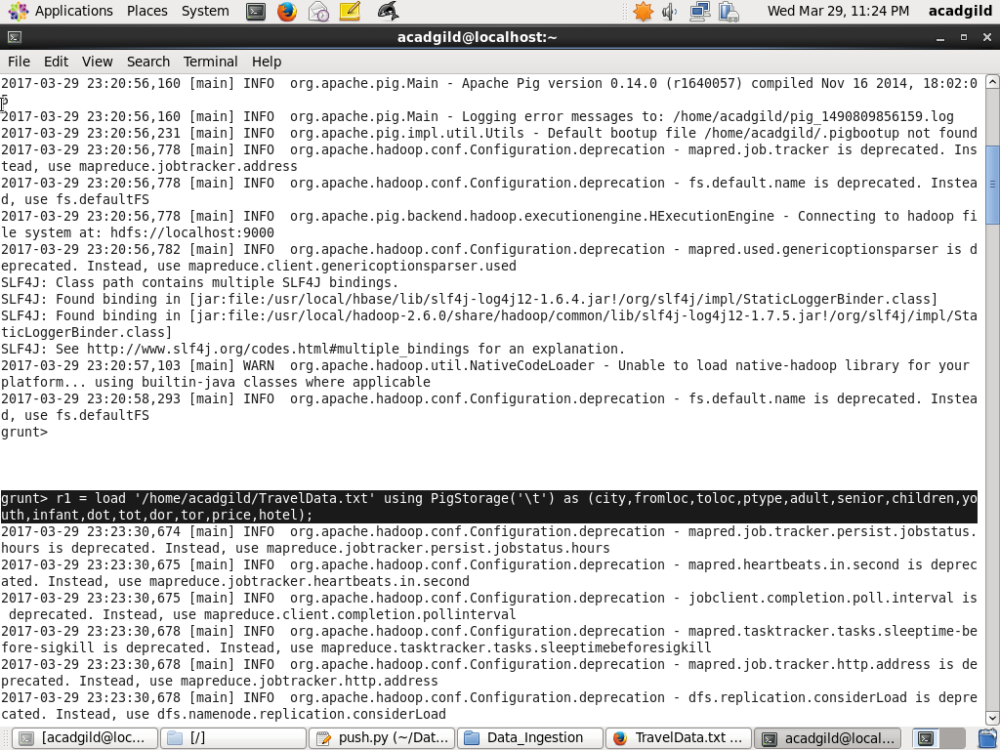 Applications Places System Wed Mar 29, 11:24 PM acadgild
acadgild@localhost:~
File Edit View Search Terminal Help
2017-03-29 23:20:56,160 [main] INFO  org.apache.pig.Main - Apache Pig version 0.14.0 (r1640057) compiled Nov 16 2014, 18:02:0
5
2017-03-29 23:20:56,160 [main] INFO  org.apache.pig.Main - Logging error messages to: /home/acadgild/pig_1490809856159.log
2017-03-29 23:20:56,231 [main] INFO  org.apache.pig.impl.util.Utils - Default bootup file /home/acadgild/.pigbootup not found
2017-03-29 23:20:56,778 [main] INFO  org.apache.hadoop.conf.Configuration.deprecation - mapred.job.tracker is deprecated. Ins
tead, use mapreduce.jobtracker.address
2017-03-29 23:20:56,778 [main] INFO  org.apache.hadoop.conf.Configuration.deprecation - fs.default.name is deprecated. Instea
d, use fs.defaultFS
2017-03-29 23:20:56,778 [main] INFO  org.apache.pig.backend.hadoop.executionengine.HExecutionEngine - Connecting to hadoop fi
le system at: hdfs://localhost:9000
2017-03-29 23:20:56,782 [main] INFO  org.apache.hadoop.conf.Configuration.deprecation - mapred.used.genericoptionsparser is d
eprecated. Instead, use mapreduce.client.genericoptionsparser.used
SLF4J: Class path contains multiple SLF4J bindings.
SLF4J: Found binding in [jar:file:/usr/local/hbase/lib/slf4j-log4j12-1.6.4.jar!/org/slf4j/impl/StaticLoggerBinder.class]
SLF4J: Found binding in [jar:file:/usr/local/hadoop-2.6.0/share/hadoop/common/lib/slf4j-log4j12-1.7.5.jar!/org/slf4j/impl/Sta
ticLoggerBinder.class]
SLF4J: See http://www.slf4j.org/codes.html#multiple_bindings for an explanation.
2017-03-29 23:20:57,103 [main] WARN  org.apache.hadoop.util.NativeCodeLoader - Unable to load native-hadoop library for your 
platform... using builtin-java classes where applicable
2017-03-29 23:20:58,293 [main] INFO  org.apache.hadoop.conf.Configuration.deprecation - fs.default.name is deprecated. Instea
d, use fs.defaultFS
grunt>
grunt> r1 = load '/home/acadgild/TravelData.txt' using PigStorage('\t') as (city,fromloc,toloc,ptype,adult,senior,children,yo
uth,infant,dot,tot,dor,tor,price,hotel);
2017-03-29 23:23:30,674 [main] INFO  org.apache.hadoop.conf.Configuration.deprecation - mapred.job.tracker.persist.jobstatus.
hours is deprecated. Instead, use mapreduce.jobtracker.persist.jobstatus.hours
2017-03-29 23:23:30,675 [main] INFO  org.apache.hadoop.conf.Configuration.deprecation - mapred.heartbeats.in.second is deprec
ated. Instead, use mapreduce.jobtracker.heartbeats.in.second
2017-03-29 23:23:30,675 [main] INFO  org.apache.hadoop.conf.Configuration.deprecation - jobclient.completion.poll.interval is
 deprecated. Instead, use mapreduce.client.completion.pollinterval
2017-03-29 23:23:30,678 [main] INFO  org.apache.hadoop.conf.Configuration.deprecation - mapred.tasktracker.tasks.sleeptime-be
fore-sigkill is deprecated. Instead, use mapreduce.tasktracker.tasks.sleeptimebeforesigkill
2017-03-29 23:23:30,678 [main] INFO  org.apache.hadoop.conf.Configuration.deprecation - mapred.job.tracker.http.address is de
precated. Instead, use mapreduce.jobtracker.http.address
2017-03-29 23:23:30,678 [main] INFO  org.apache.hadoop.conf.Configuration.deprecation - dfs.replication.considerLoad is depre
cated. Instead, use dfs.namenode.replication.considerLoad
[acadgild@loc... [/] push.py (~/Dat... Data_Ingestion TravelData.txt ... acadgild@local...